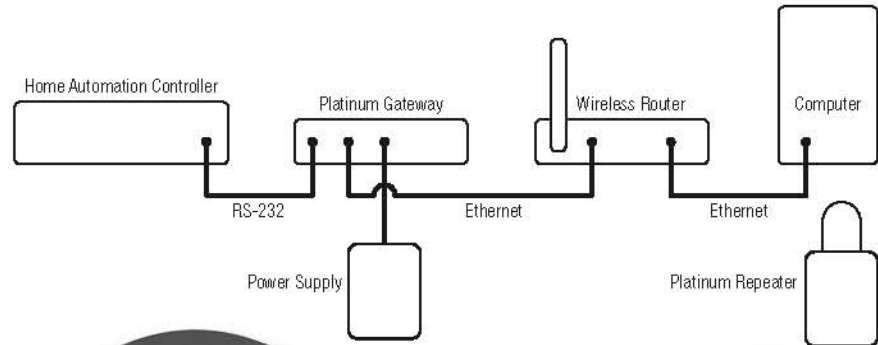 Home Automation Controller
Platinum Gateway
Wireless Router
Computer
RS-232
Ethernet
Ethernet
Power Supply
Platinum Repeater